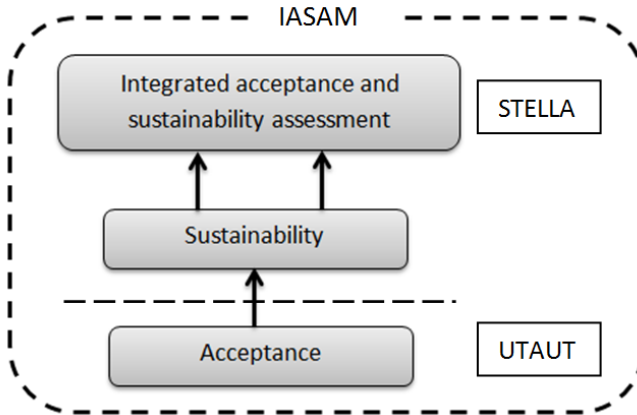 IASAM
Integrated acceptance and
sustainability assessment
STELLA
Sustainability
Acceptance
UTAUT